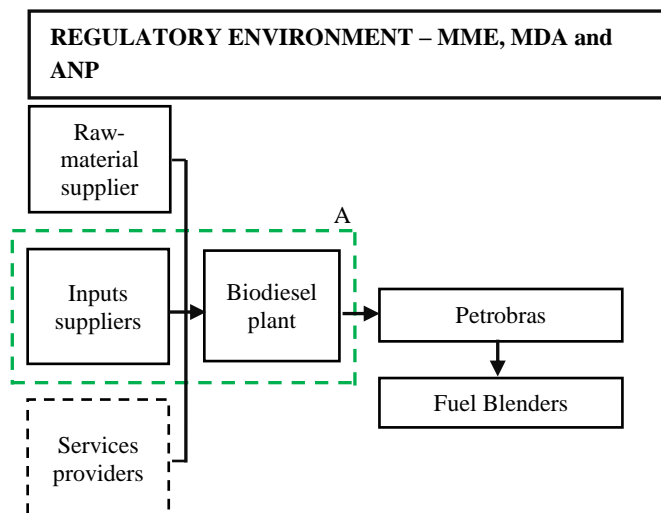 REGULATORY ENVIRONMENT – MME, MDA and
ANP
Raw-
material
supplier
A
Inputs
suppliers
Biodiesel
plant
Petrobras
Fuel Blenders
Services
providers